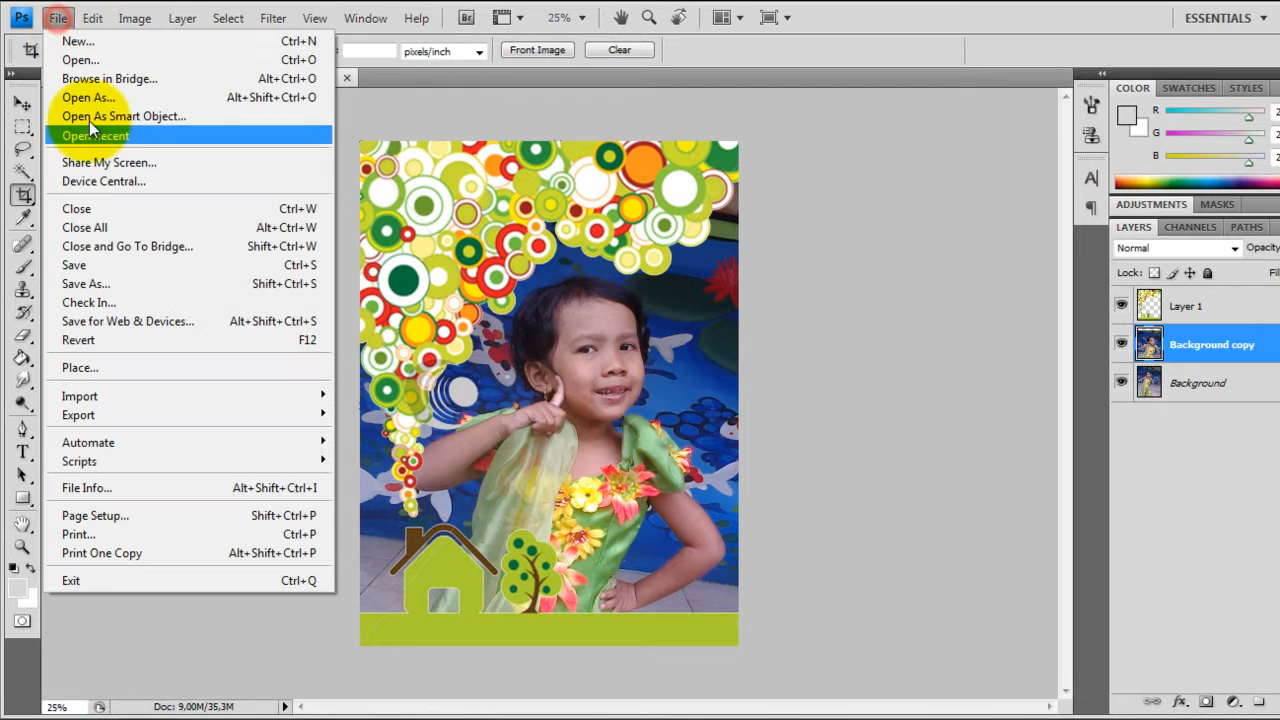 Ps File Edit Image Layer Select Filter View Window Help Br 25% ESSENTIALS
pixels/inch Front Image Clear
New... Ctrl+N
Open... Ctrl+O
Browse in Bridge... Alt+Ctrl+O
Open As... Alt+Shift+Ctrl+O
Open As Smart Object...
Open Recent
Share My Screen...
Device Central...
Close Ctrl+W
Close All Alt+Ctrl+W
Close and Go To Bridge... Shift+Ctrl+W
Save Ctrl+S
Save As... Shift+Ctrl+S
Check In...
Save for Web & Devices... Alt+Shift+Ctrl+S
Revert F12
Place...
Import
Export
Automate
Scripts
File Info... Alt+Shift+Ctrl+I
Page Setup... Shift+Ctrl+P
Print... Ctrl+P
Print One Copy Alt+Shift+Ctrl+P
Exit Ctrl+Q
COLOR SWATCHES STYLES
R
G
B
ADJUSTMENTS MASKS
LAYERS CHANNELS PATHS
Normal Opacity
Lock:
Layer 1
Background copy
Background
25% Doc: 9,00M/35,3M